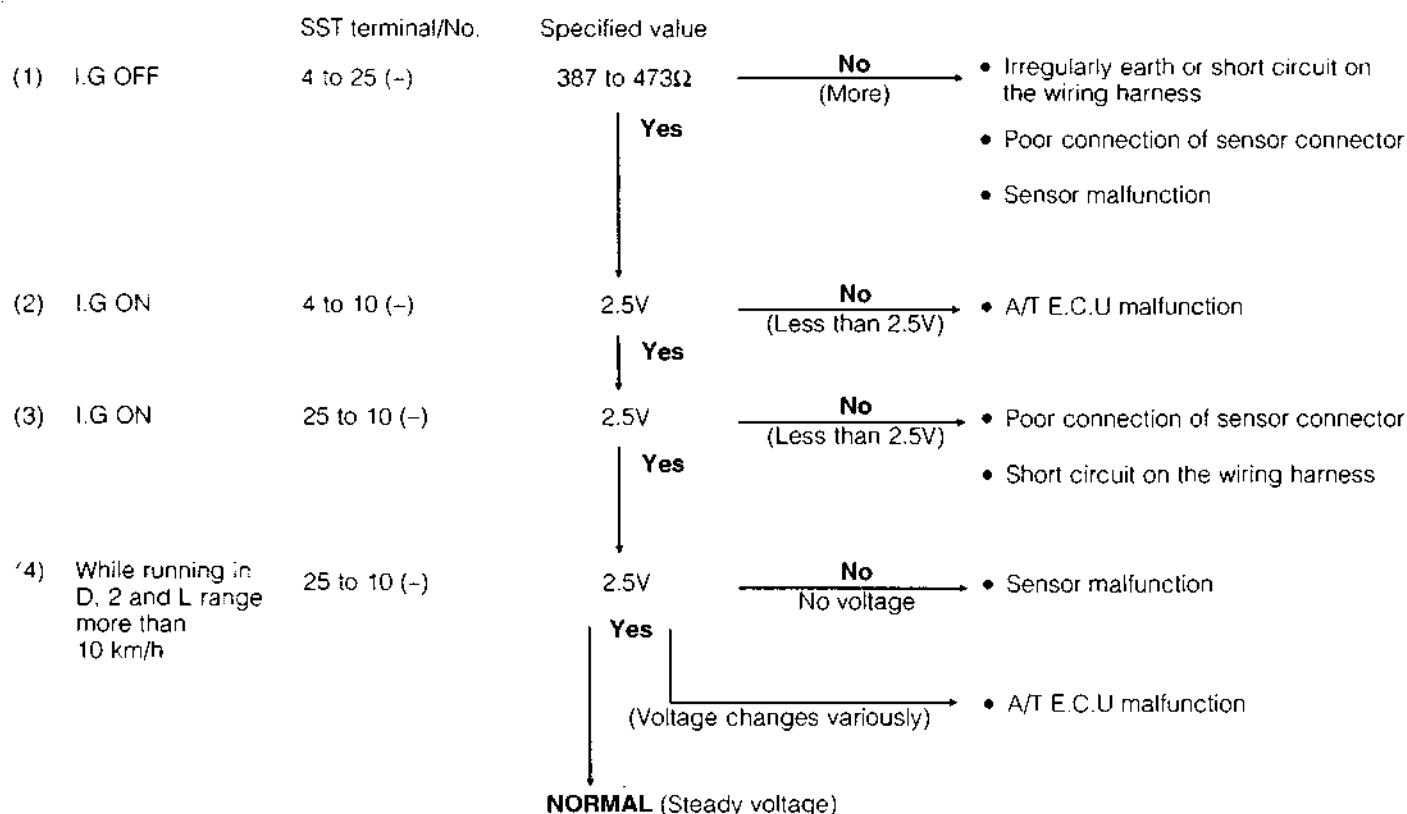 SST terminal/No. Specified value
(1) I.G OFF 4 to 25 (–) 387 to 473Ω No (More) • Irregularly earth or short circuit on
the wiring harness
Yes
• Poor connection of sensor connector
• Sensor malfunction
(2) I.G ON 4 to 10 (–) 2.5V No (Less than 2.5V) • A/T E.C.U malfunction
Yes
(3) I.G ON 25 to 10 (–) 2.5V No (Less than 2.5V) • Poor connection of sensor connector
Yes
• Short circuit on the wiring harness
(4) While running in
D, 2 and L range
more than
10 km/h
25 to 10 (–) 2.5V No No voltage • Sensor malfunction
Yes
(Voltage changes variously) • A/T E.C.U malfunction
NORMAL (Steady voltage)